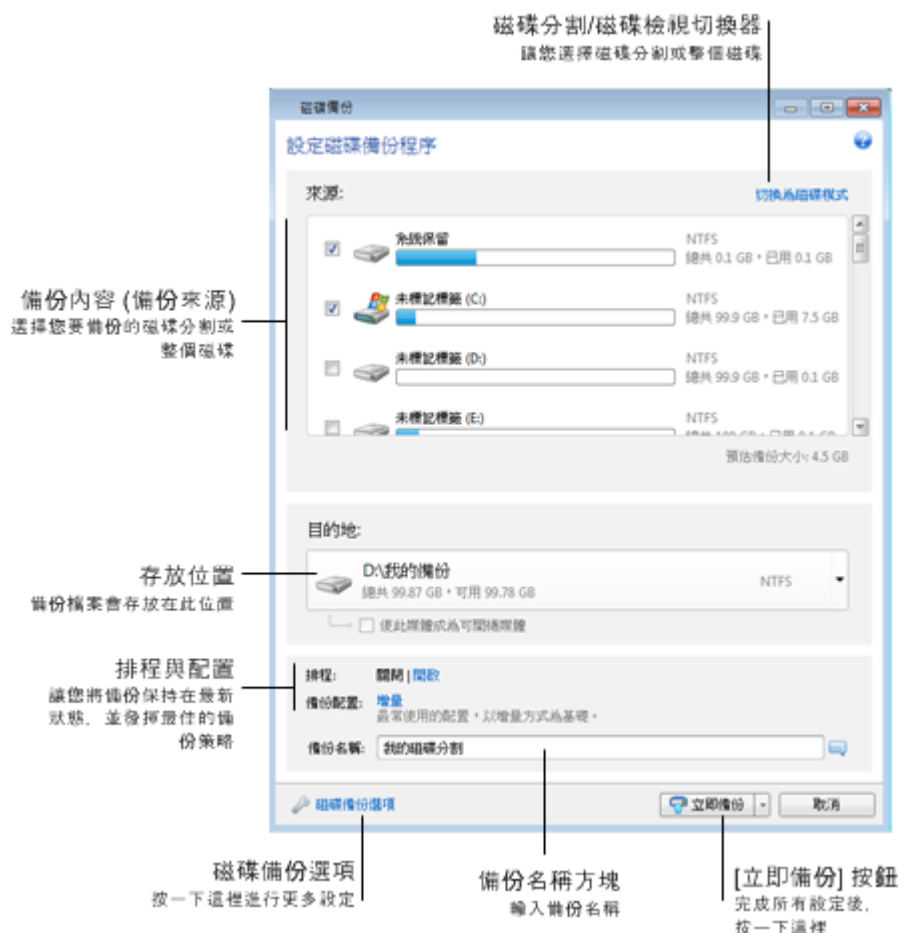 磁碟分割/磁碟檢視切換器
讓您選擇磁碟分割或整個磁碟
磁碟備份
設定磁碟備份程序
來源:
切換為磁碟模式
系統保留
NTFS
總共 0.1 GB，已用 0.1 GB
未標記標籤 (C:)
NTFS
總共 99.9 GB，已用 7.5 GB
未標記標籤 (D:)
NTFS
總共 99.9 GB，已用 0.1 GB
未標記標籤 (E:)
NTFS
總共 100 GB，已用 0.1 GB
預估備份大小: 4.5 GB
備份內容 (備份來源)
選擇您要備份的磁碟分割或
整個磁碟
目的地:
D:\我的備份
總共 99.87 GB，可用 99.78 GB
NTFS
使此媒體成為可開機媒體
存放位置
備份檔案會存放在此位置
排程與配置
讓您將備份保持在最新
狀態，並發揮最佳的備
份策略
排程:
關閉 | 開啟
備份配置:
增量
最常使用的配置，以增量方式為基礎。
備份名稱:
我的磁碟分割
磁碟備份選項
立即備份
取消
磁碟備份選項
按一下這裡進行更多設定
備份名稱方塊
輸入備份名稱
[立即備份] 按鈕
完成所有設定後，
按一下這裡